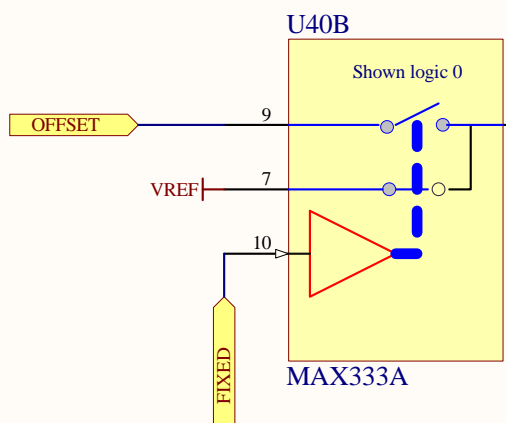 U40B
Shown logic 0
9
OFFSET
7
VREF
10
FIXED
MAX333A